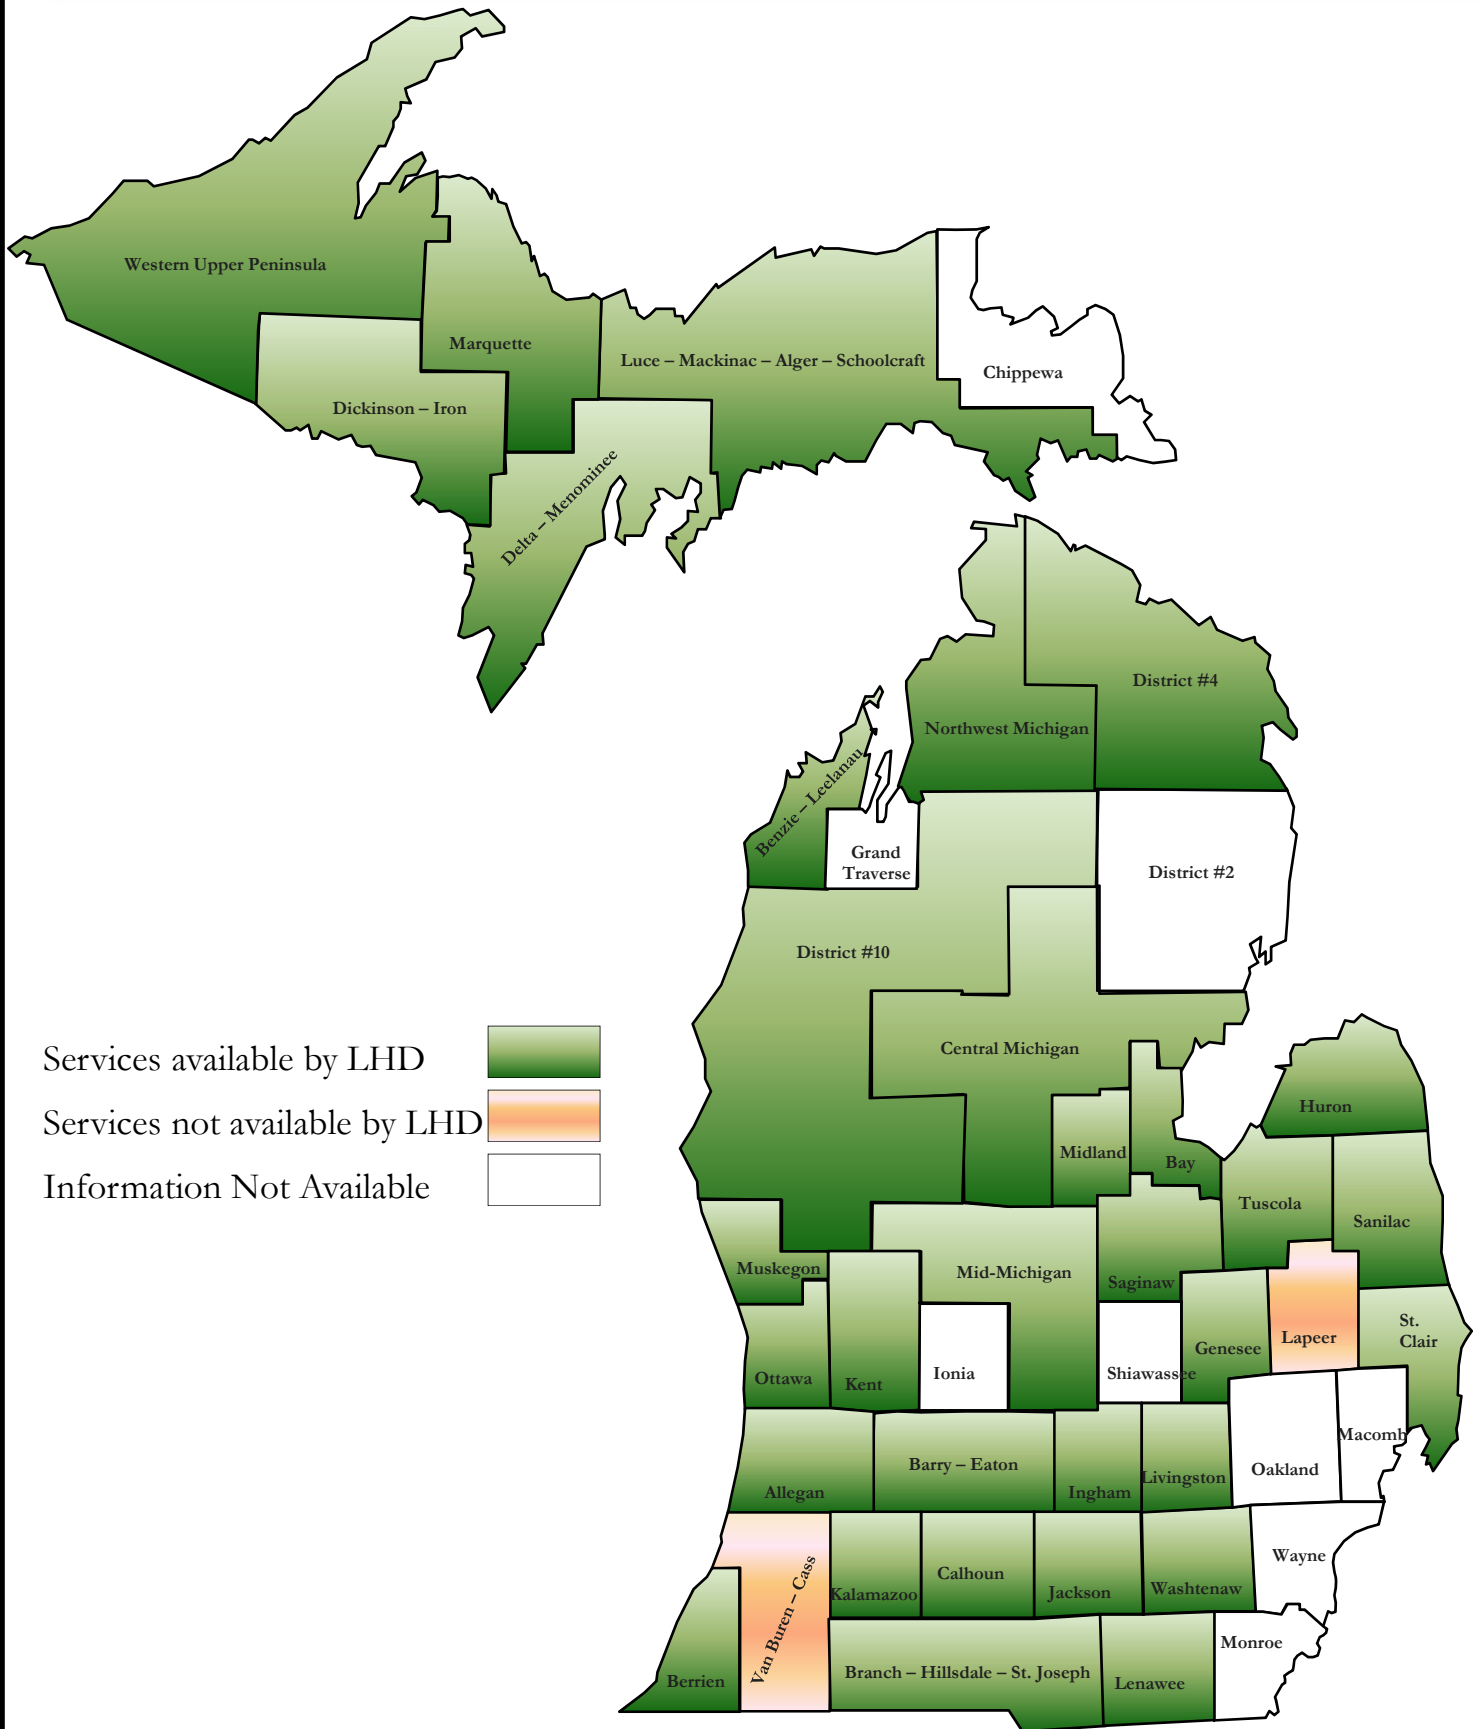 Western Upper Peninsula
Marquette
Luce – Mackinac – Alger – Schoolcraft
Chippewa
Dickinson – Iron
Delta – Menominee
District #4
Northwest Michigan
Benzie – Leelanau
Grand
Traverse
District #2
District #10
Central Michigan
Services available by LHD
Services not available by LHD
Information Not Available
Huron
Midland
Bay
Tuscola
Sanilac
Muskegon
Mid-Michigan
Saginaw
St.
Clair
Lapeer
Genesee
Shiawassee
Ionia
Ottawa
Kent
Macomb
Oakland
Livingston
Barry – Eaton
Ingham
Allegan
Wayne
Washtenaw
Jackson
Calhoun
Kalamazoo
Van Buren – Cass
Monroe
Branch – Hillsdale – St. Joseph
Lenawee
Berrien